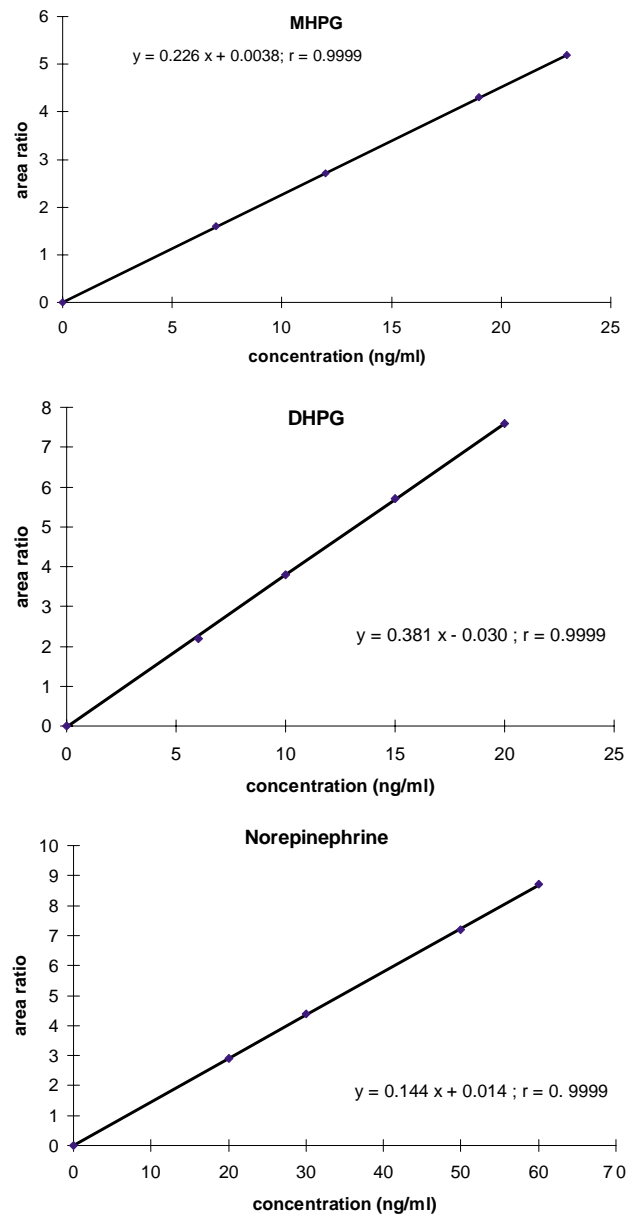 MHPG
y = 0.226 x + 0.0038; r = 0.9999
6
5
4
3
2
1
0
area ratio
0 5 10 15 20 25
concentration (ng/ml)
DHPG
8
7
6
5
4
3
2
1
0
area ratio
y = 0.381 x - 0.030 ; r = 0.9999
0 5 10 15 20 25
concentration (ng/ml)
Norepinephrine
10
9
8
7
6
5
4
3
2
1
0
area ratio
y = 0.144 x + 0.014 ; r = 0. 9999
0 10 20 30 40 50 60 70
concentration (ng/ml)